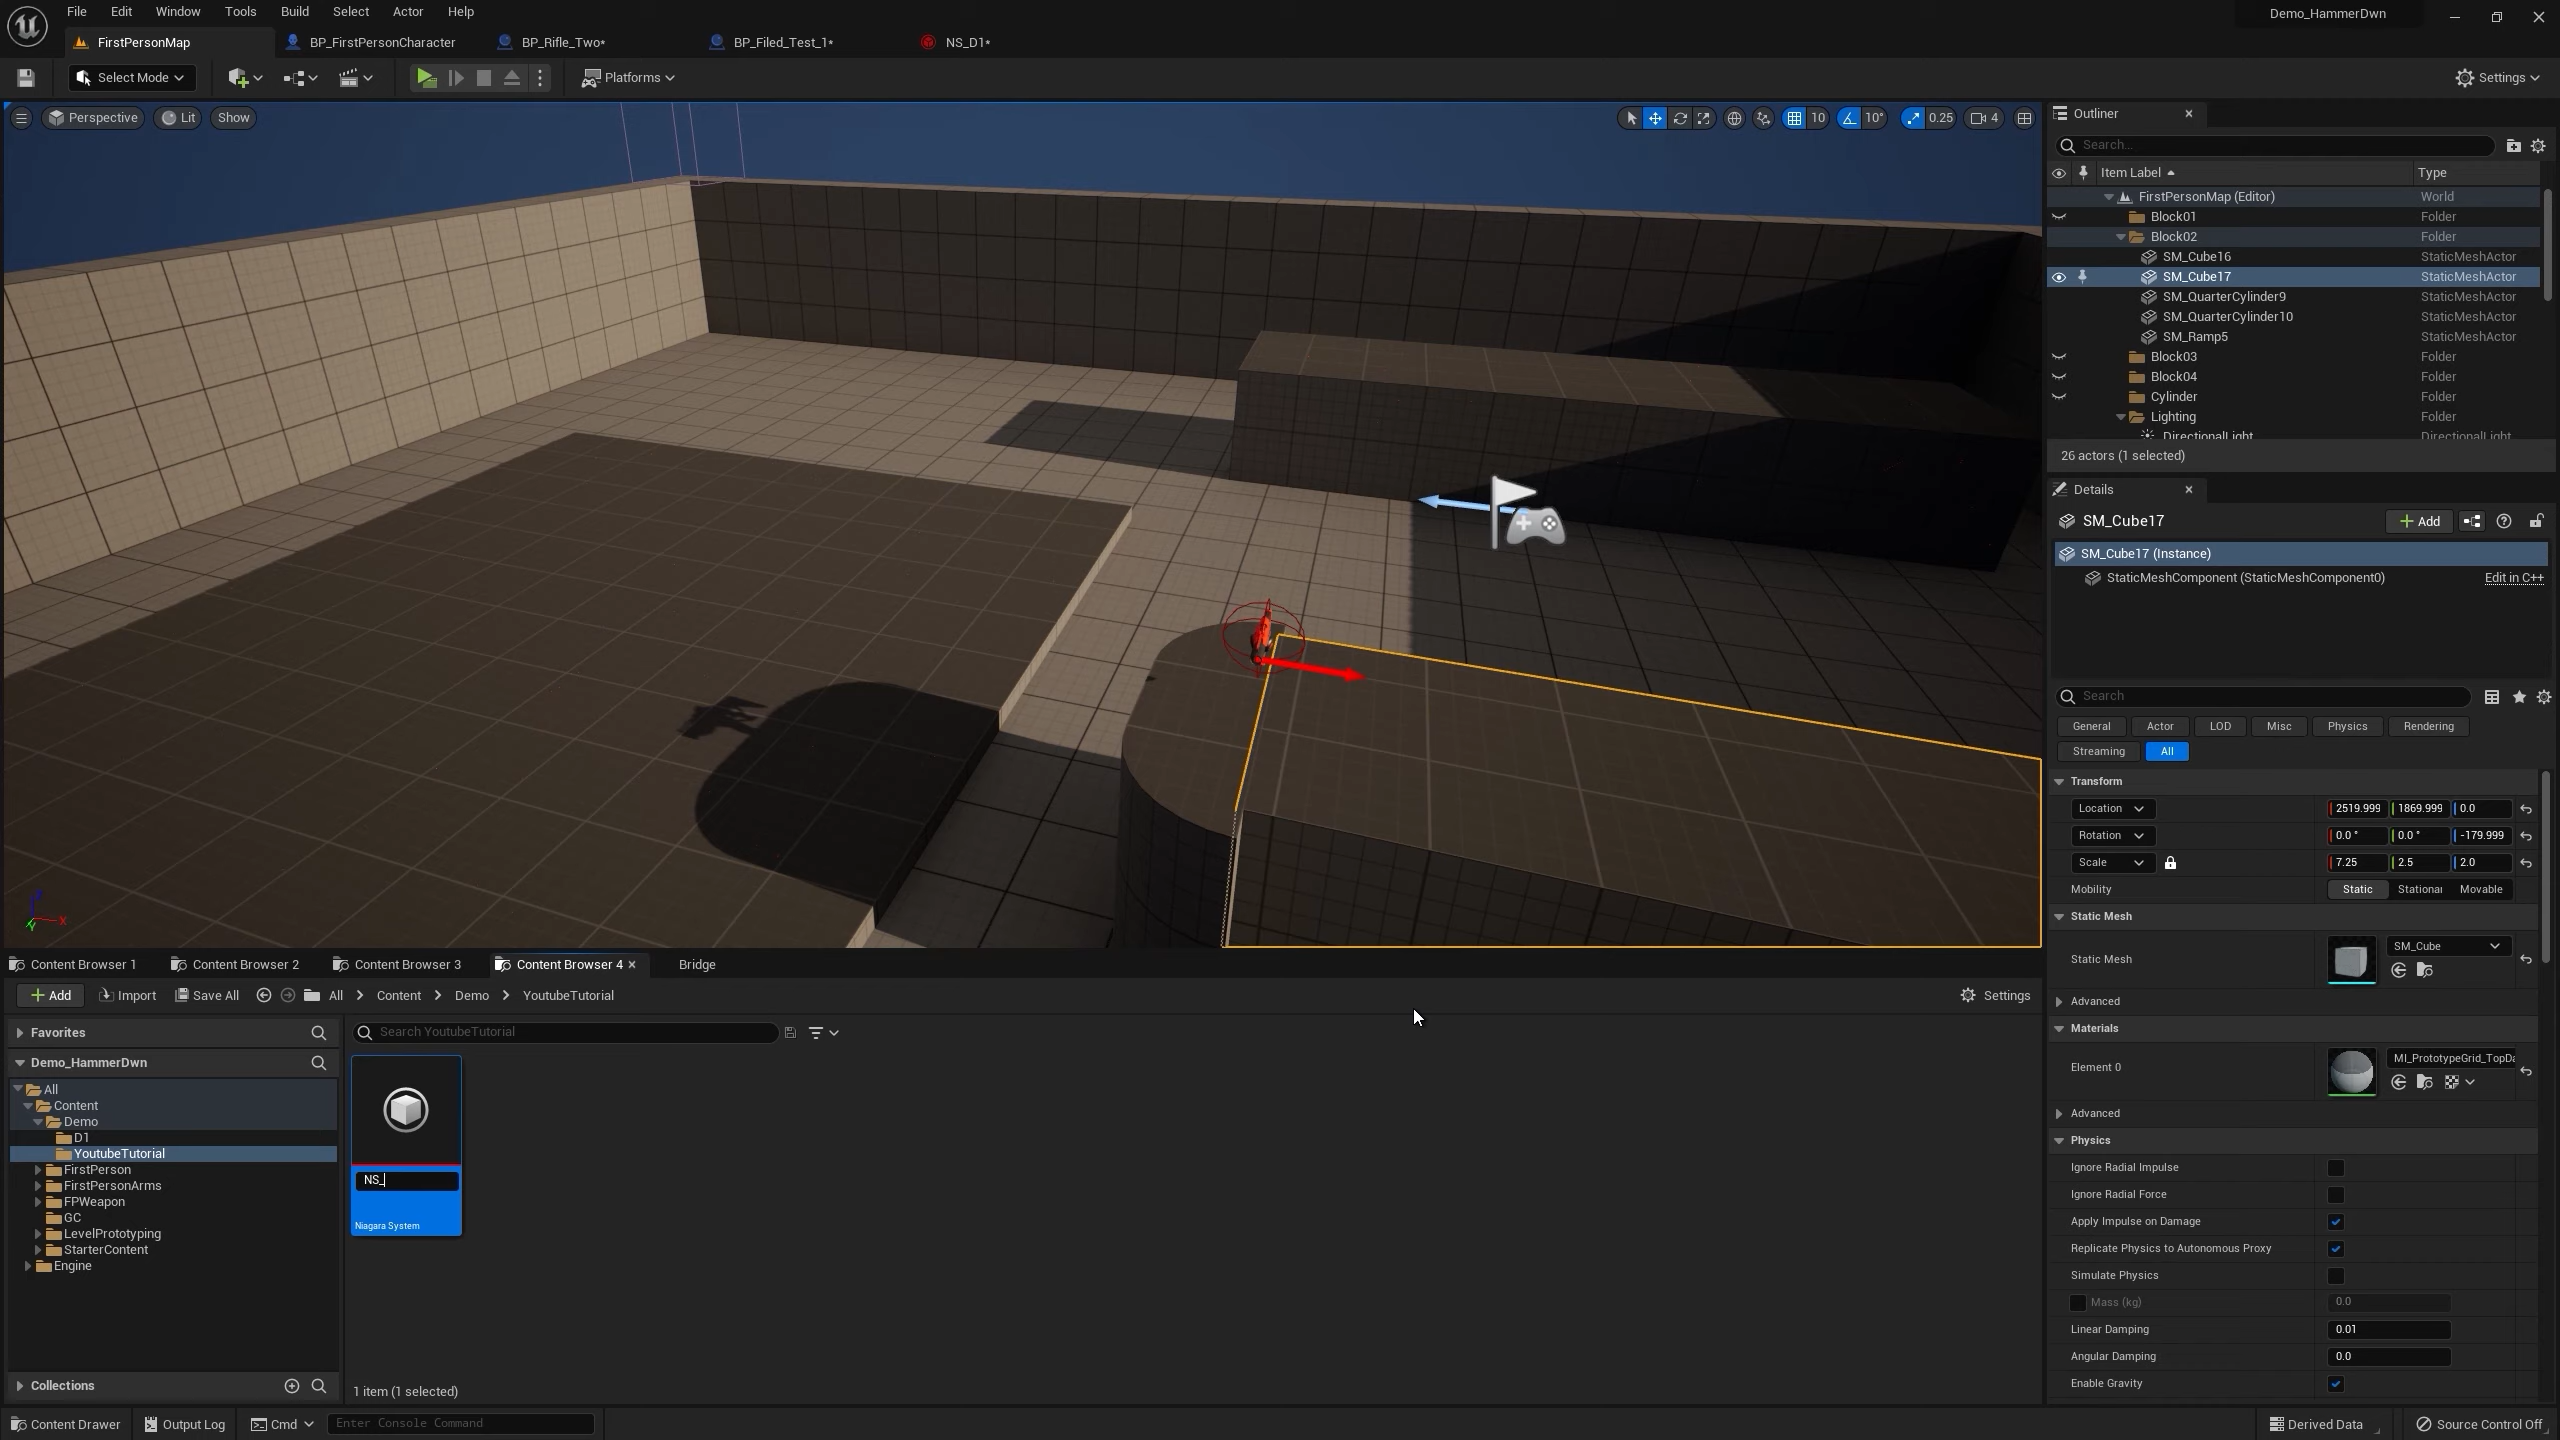 File Edit Window Tools Build Select Actor Help
Demo_HammerDwn
FirstPersonMap
BP_FirstPersonCharacter
BP_Rifle_Two*
BP_Filed_Test_1*
NS_D1*
Select Mode
Platforms
Settings
Perspective
Lit
Show
10
10°
0.25
4
Outliner
Search...
Item Label
Type
FirstPersonMap (Editor) World
Block01 Folder
Block02 Folder
SM_Cube16 StaticMeshActor
SM_Cube17 StaticMeshActor
SM_QuarterCylinder9 StaticMeshActor
SM_QuarterCylinder10 StaticMeshActor
SM_Ramp5 StaticMeshActor
Block03 Folder
Block04 Folder
Cylinder Folder
Lighting Folder
DirectionalLight DirectionalLight
26 actors (1 selected)
Details
SM_Cube17
Add
SM_Cube17 (Instance)
StaticMeshComponent (StaticMeshComponent0) Edit in C++
Search
General Actor LOD Misc Physics Rendering
Streaming All
Transform
Location 2519.999 1869.999 0.0
Rotation 0.0 ° 0.0 ° -179.999
Scale 7.25 2.5 2.0
Mobility Static Stationar Movable
Static Mesh
Static Mesh SM_Cube
Advanced
Materials
Element 0 MI_PrototypeGrid_TopDa
Advanced
Physics
Ignore Radial Impulse
Ignore Radial Force
Apply Impulse on Damage
Replicate Physics to Autonomous Proxy
Simulate Physics
Mass (kg) 0.0
Linear Damping 0.01
Angular Damping 0.0
Enable Gravity
Content Browser 1
Content Browser 2
Content Browser 3
Content Browser 4
Bridge
Add
Import
Save All
All
Content
Demo
YoutubeTutorial
Settings
Favorites
Search YoutubeTutorial
Demo_HammerDwn
All
Content
Demo
D1
YoutubeTutorial
FirstPerson
FirstPersonArms
FPWeapon
GC
LevelPrototyping
StarterContent
Engine
NS_
Niagara System
Collections
1 item (1 selected)
Content Drawer
Output Log
Cmd
Enter Console Command
Derived Data
Source Control Off
X
Y